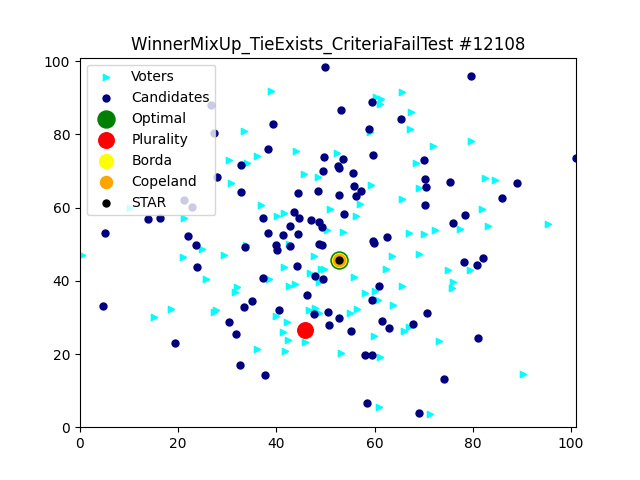 WinnerMixUp_TieExists_CriteriaFailTest #12108
100
80
60
40
20
0
0
20
40
60
80
100
Voters
Candidates
Optimal
Plurality
Borda
Copeland
STAR